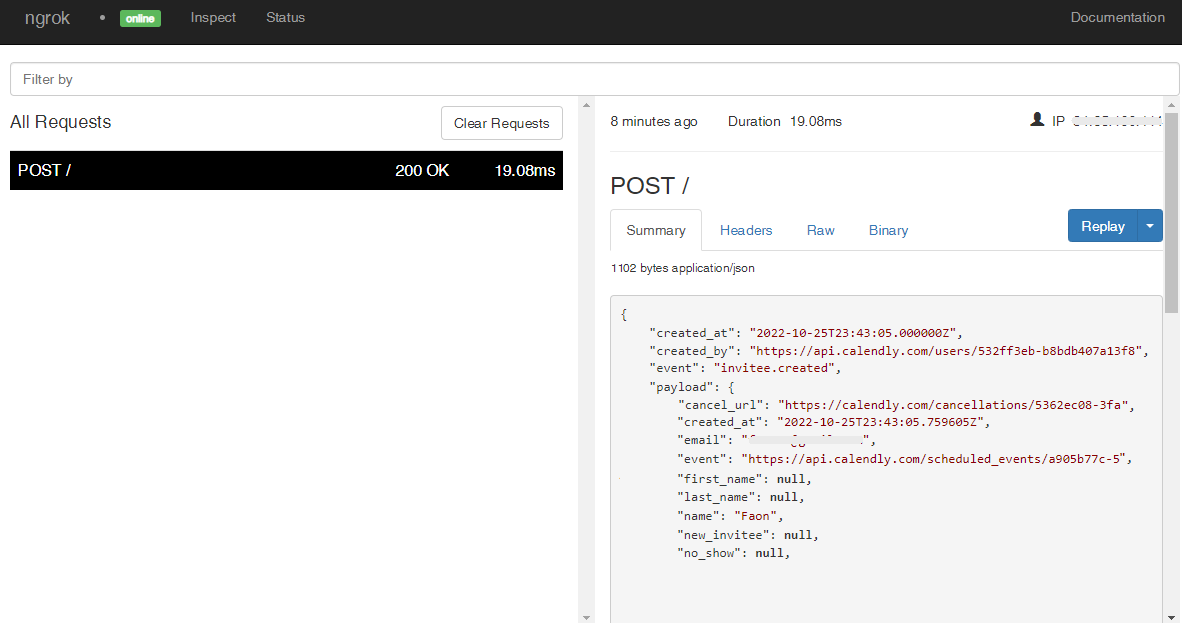 ngrok • online Inspect Status Documentation
Filter by
All Requests
Clear Requests
POST / 200 OK 19.08ms
8 minutes ago Duration 19.08ms IP
POST /
Summary Headers Raw Binary Replay
1102 bytes application/json
{
"created_at": "2022-10-25T23:43:05.000000Z",
"created_by": "https://api.calendly.com/users/532ff3eb-b8bdb407a13f8",
"event": "invitee.created",
"payload": {
"cancel_url": "https://calendly.com/cancellations/5362ec08-3fa",
"created_at": "2022-10-25T23:43:05.759605Z",
"email": "",
"event": "https://api.calendly.com/scheduled_events/a905b77c-5",
"first_name": null,
"last_name": null,
"name": "Faon",
"new_invitee": null,
"no_show": null,